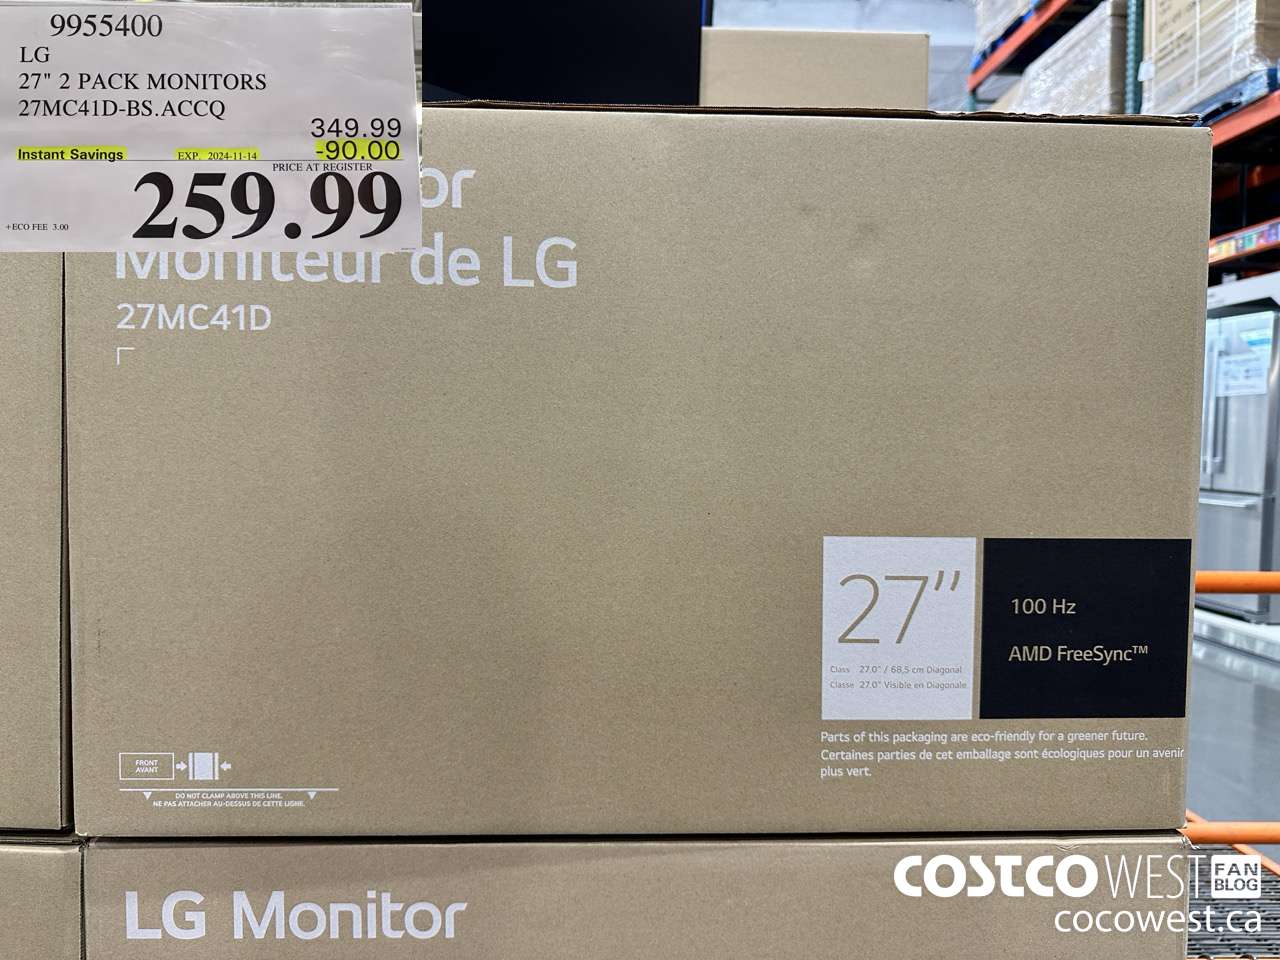 9955400
LG
27" 2 PACK MONITORS
27MC41D-BS.ACCQ
349.99
Instant Savings EXP. 2024-11-14 -90.00
PRICE AT REGISTER
259.99
+ECO FEE 3.00
or
Moniteur de LG
27MC41D
27"
Class 27.0" / 68,5 cm Diagonal
Classe 27.0" Visible en Diagonale
100 Hz
AMD FreeSync™
Parts of this packaging are eco-friendly for a greener future.
Certaines parties de cet emballage sont écologiques pour un avenir
plus vert.
FRONT
AVANT
DO NOT CLAMP ABOVE THIS LINE.
NE PAS ATTACHER AU-DESSUS DE CETTE LIGNE.
LG Monitor
COSTCO WEST FAN BLOG
cocowest.ca